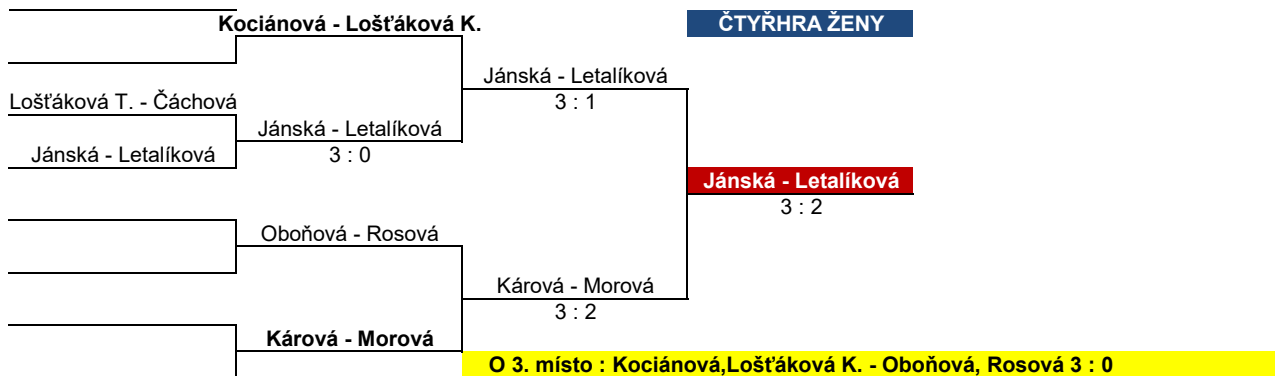 Kociánová - Lošťáková K.
ČTYŘHRA ŽENY
Jánská - Letalíková
Lošťáková T. - Čáchová
3 : 1
Jánská - Letalíková
Jánská - Letalíková
3 : 0
Jánská - Letalíková
3 : 2
Oboňová - Rosová
Kárová - Morová
3 : 2
Kárová - Morová
O 3. místo : Kociánová,Lošťáková K. - Oboňová, Rosová 3 : 0